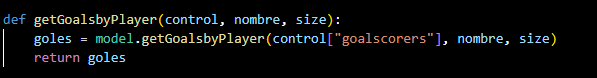 def getGoalsbyPlayer(control, nombre, size):
    goles = model.getGoalsbyPlayer(control["goalscorers"], nombre, size)
    return goles